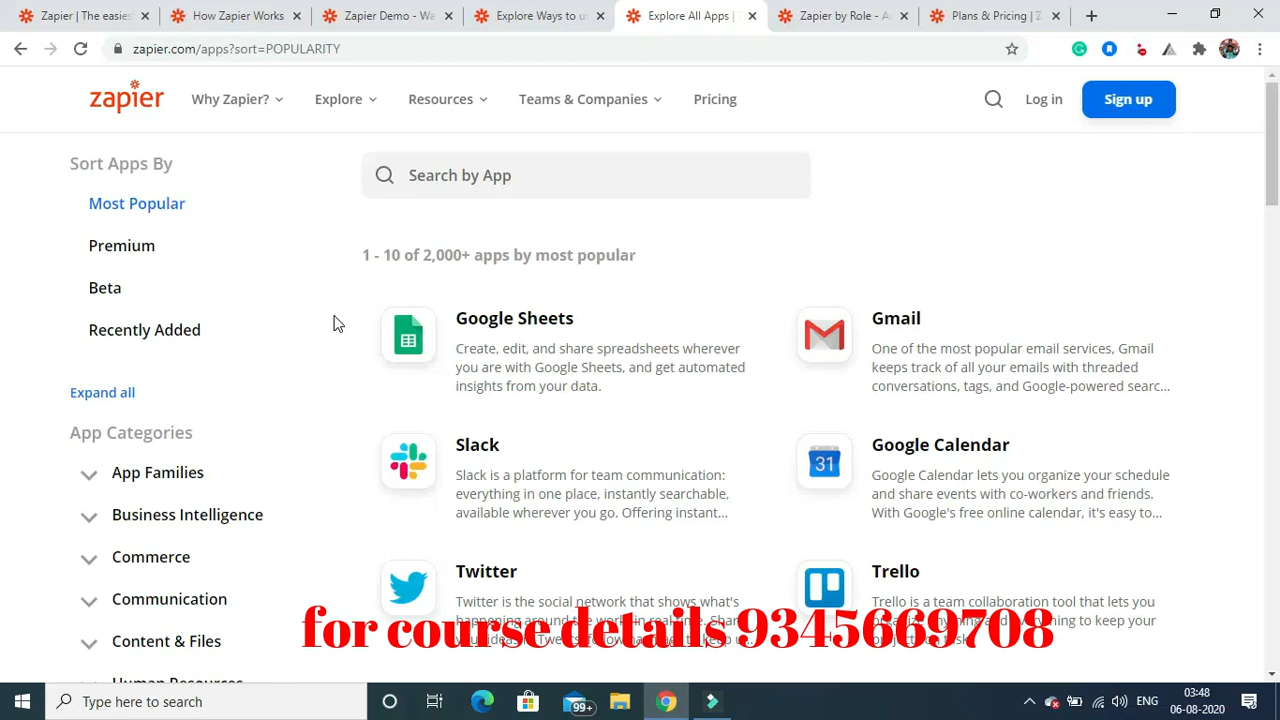 Zapier | The easies
How Zapier Works
Zapier Demo - Wa
Explore Ways to u
Explore All Apps |
Zapier by Role - A
Plans & Pricing | Z
zapier.com/apps?sort=POPULARITY
zapier
Why Zapier?
Explore
Resources
Teams & Companies
Pricing
Log in
Sign up
Sort Apps By
Most Popular
Premium
Beta
Recently Added
Expand all
App Categories
App Families
Business Intelligence
Commerce
Communication
Content & Files
Human Resources
Search by App
1 - 10 of 2,000+ apps by most popular
Google Sheets
Create, edit, and share spreadsheets wherever
you are with Google Sheets, and get automated
insights from your data.
Gmail
One of the most popular email services, Gmail
keeps track of all your emails with threaded
conversations, tags, and Google-powered searc...
Slack
Slack is a platform for team communication:
everything in one place, instantly searchable,
available wherever you go. Offering instant...
31
Google Calendar
Google Calendar lets you organize your schedule
and share events with co-workers and friends.
With Google's free online calendar, it's easy to...
Twitter
Twitter is the social network that shows what's
Trello
Trello is a team collaboration tool that lets you
for course details 9345669708
Type here to search
99+
ENG
03:48
06-08-2020